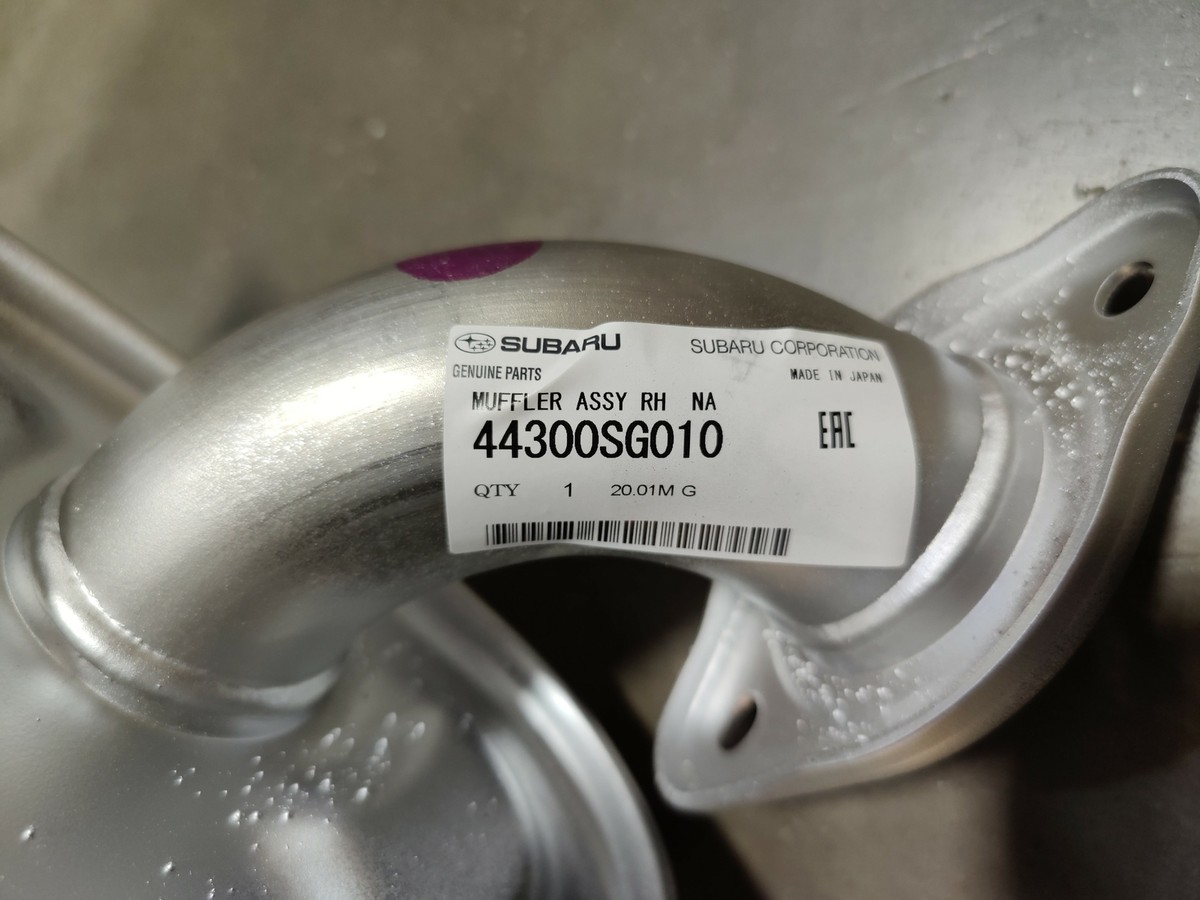 SUBARU SUBARU CORPORATION
GENUINE PARTS MADE IN JAPAN
MUFFLER ASSY RH NA
44300SG010 EAC
QTY 1 20.01M G